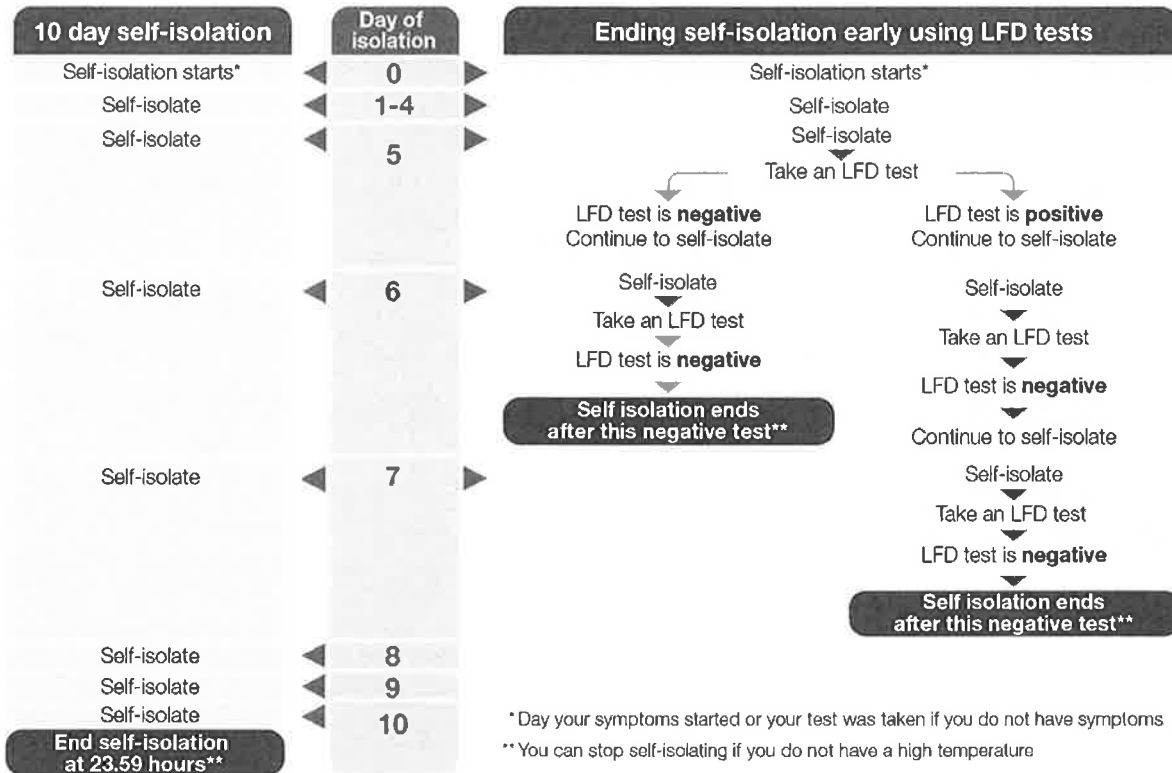 10 day self-isolation
Day of
isolation
Ending self-isolation early using LFD tests
Self-isolation starts*
0
Self-isolation starts*
Self-isolate
1-4
Self-isolate
Self-isolate
5
Self-isolate
Take an LFD test
LFD test is negative
Continue to self-isolate
LFD test is positive
Continue to self-isolate
Self-isolate
6
Self-isolate
Take an LFD test
LFD test is negative
Self isolation ends
after this negative test**
Self-isolate
Take an LFD test
LFD test is negative
Continue to self-isolate
Self-isolate
7
Self-isolate
Take an LFD test
LFD test is negative
Self isolation ends
after this negative test**
Self-isolate
8
Self-isolate
9
Self-isolate
10
End self-isolation
at 23.59 hours**
* Day your symptoms started or your test was taken if you do not have symptoms
** You can stop self-isolating if you do not have a high temperature